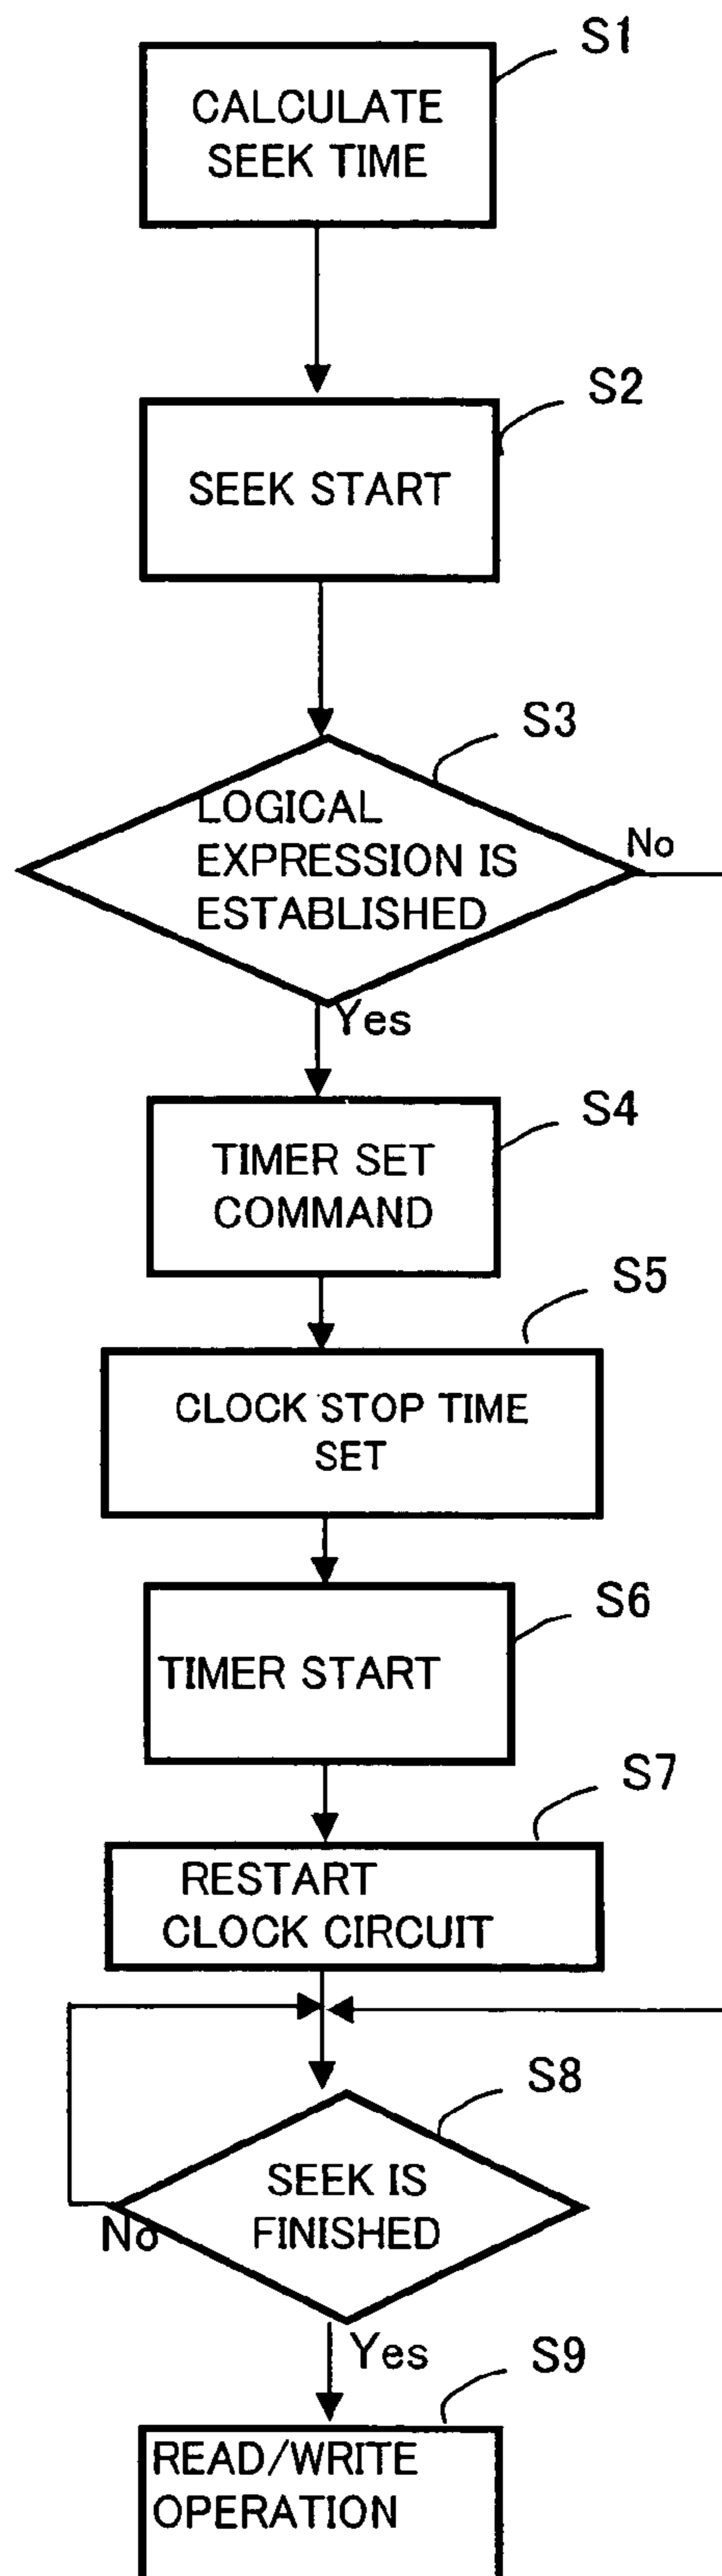 S1
CALCULATE
SEEK TIME
S2
SEEK START
S3
LOGICAL
EXPRESSION IS
ESTABLISHED
No
Yes
S4
TIMER SET
COMMAND
S5
CLOCK STOP TIME
SET
S6
TIMER START
S7
RESTART
CLOCK CIRCUIT
S8
SEEK IS
FINISHED
No
Yes
S9
READ/WRITE
OPERATION